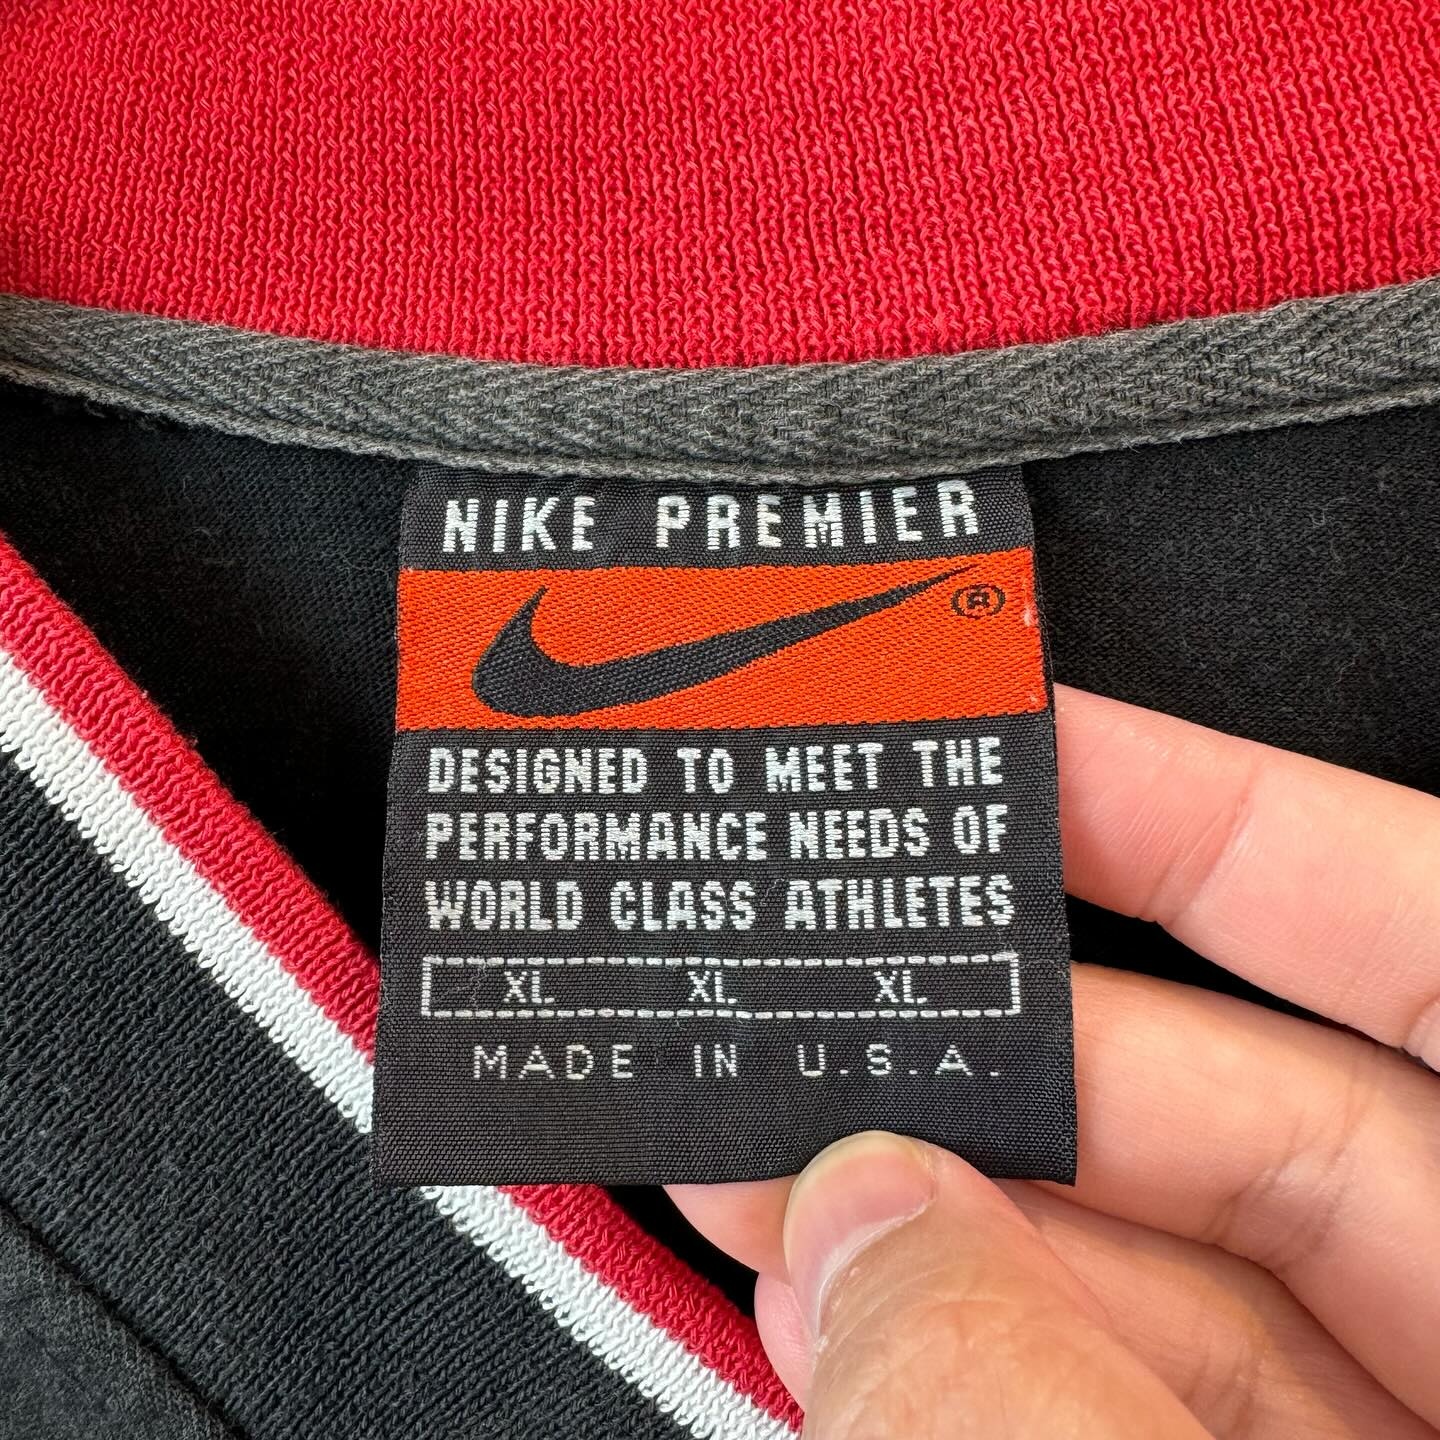 NIKE PREMIER
®
DESIGNED TO MEET THE
PERFORMANCE NEEDS OF
WORLD CLASS ATHLETES
XL XL XL
MADE IN U.S.A.